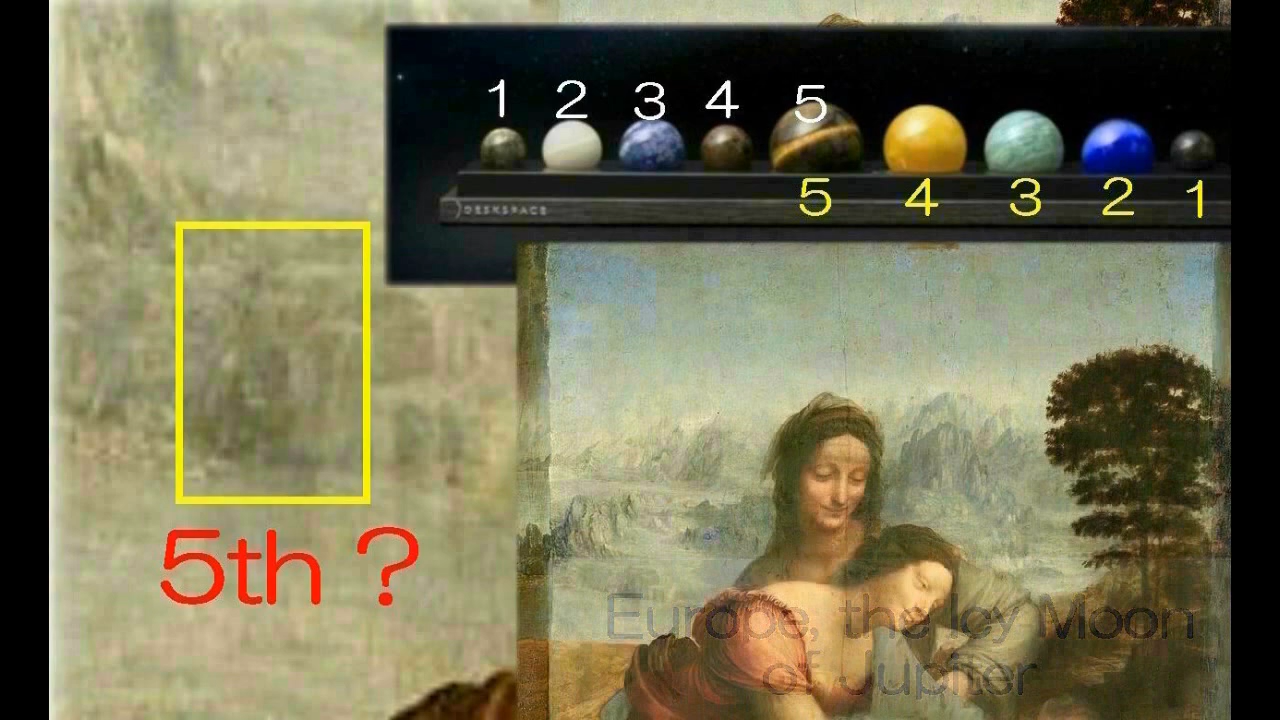 1 2 3 4 5
5 4 3 2 1
DESKSPACE
5th ?
Europe, the Icy Moon
of Jupiter